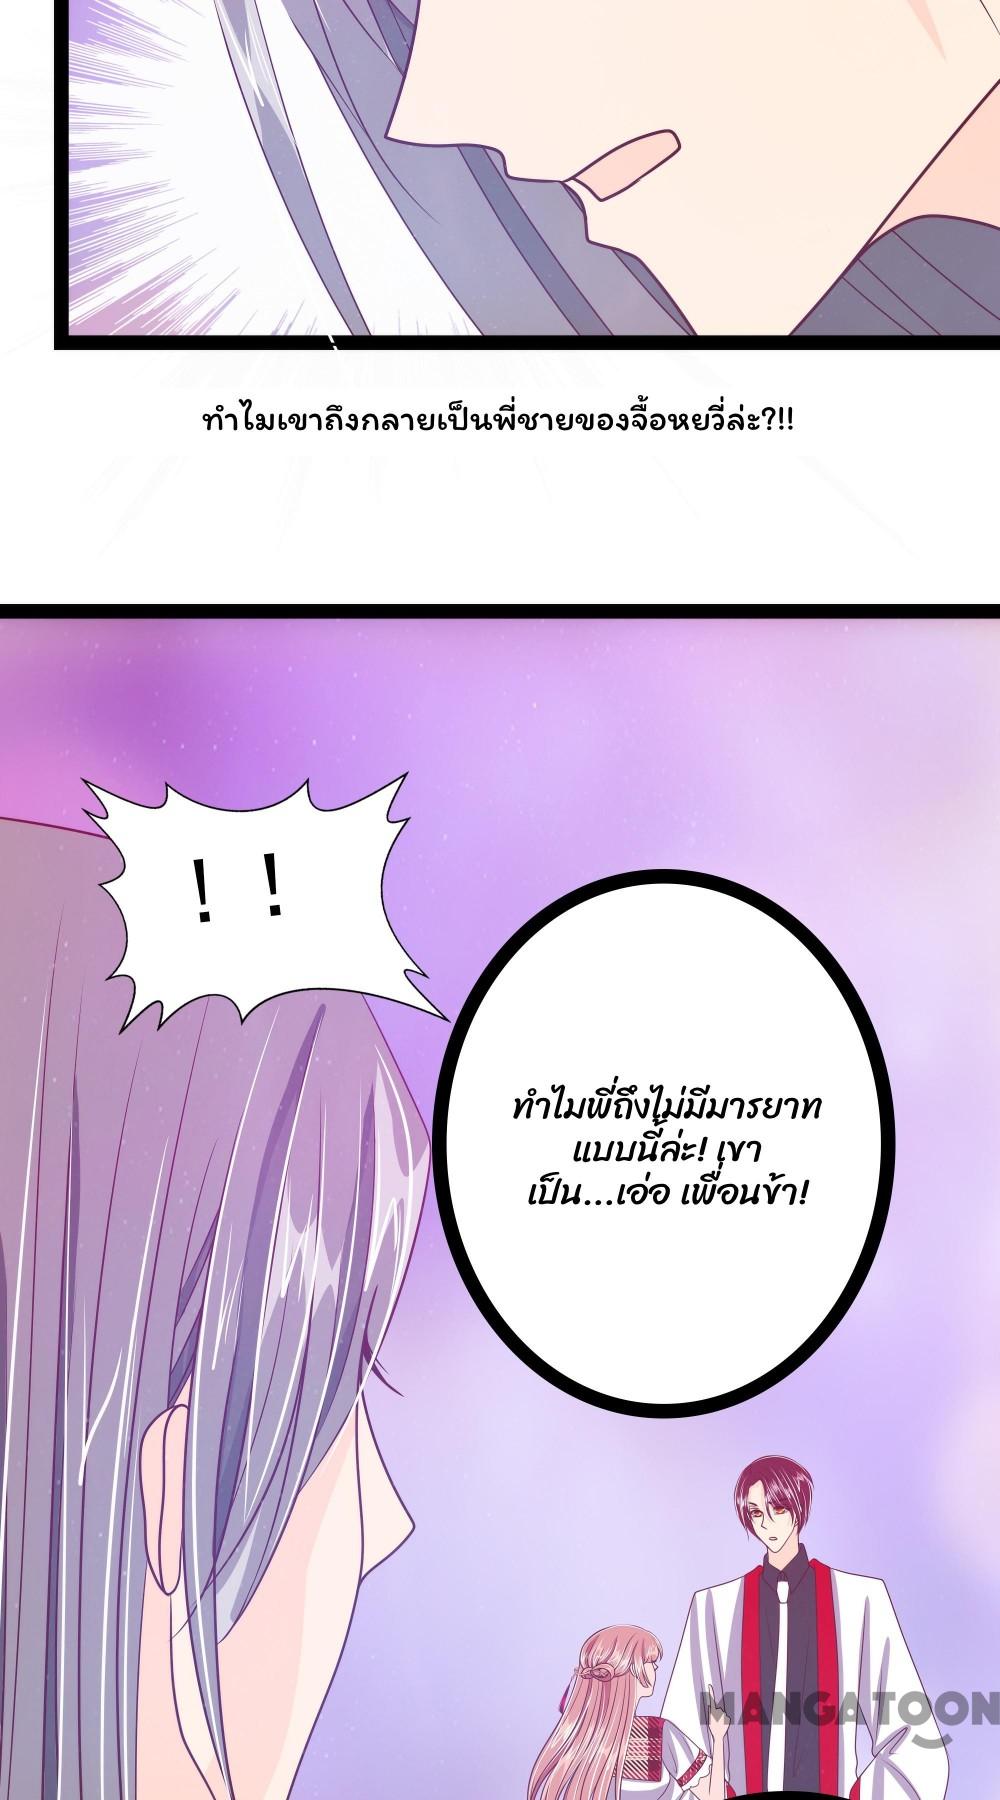 ทำไมเขาถึงกลายเป็นพี่ชายของจื้อหยวี่ล่ะ?!!
! !
ทำไมพี่ถึงไม่มีมารยาท
แบบนี้ล่ะ! เขา
เป็น...เอ่อ เพื่อนข้า!
MANGATOON